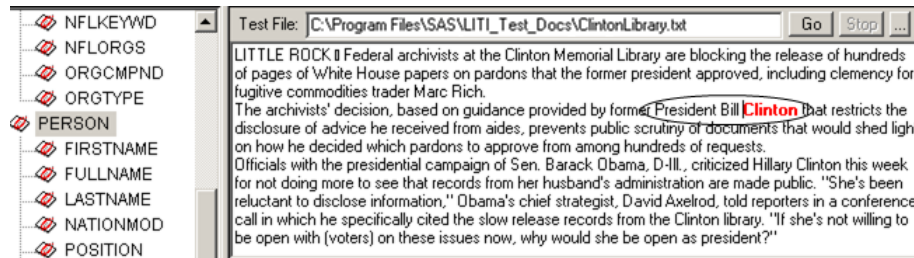 NFLKEYWD
NFLORGS
ORGCMPND
ORGTYPE
PERSON
FIRSTNAME
FULLNAME
LASTNAME
NATIONMOD
POSITION
Test File: C:\Program Files\SAS\LITI_Test_Docs\ClintonLibrary.txt Go Stop ...
LITTLE ROCK Federal archivists at the Clinton Memorial Library are blocking the release of hundreds
of pages of White House papers on pardons that the former president approved, including clemency for
fugitive commodities trader Marc Rich.
The archivists' decision, based on guidance provided by former President Bill Clinton that restricts the
disclosure of advice he received from aides, prevents public scrutiny of documents that would shed ligh
on how he decided which pardons to approve from among hundreds of requests.
Officials with the presidential campaign of Sen. Barack Obama, D-Ill., criticized Hillary Clinton this week
for not doing more to see that records from her husband's administration are made public. "She's been
reluctant to disclose information," Obama's chief strategist, David Axelrod, told reporters in a conference
call in which he specifically cited the slow release records from the Clinton library. "If she's not willing to
be open with (voters) on these issues now, why would she be open as president?"